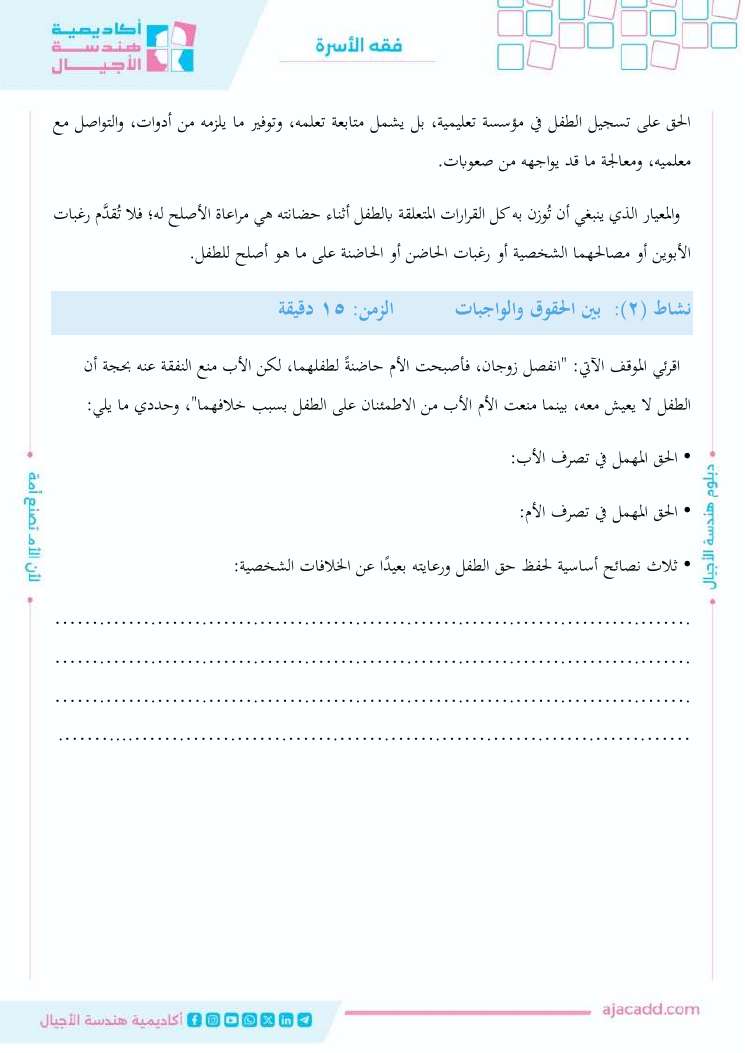 أكاديمية
هندسة
الأجيال
فقه الأسرة
الحق على تسجيل الطفل في مؤسسة تعليمية، بل يشمل متابعة تعلمه، وتوفير ما يلزمه من أدوات، والتواصل مع
معلميه، ومعالجة ما قد يواجهه من صعوبات.
والمعيار الذي ينبغي أن تُوزن به كل القرارات المتعلقة بالطفل أثناء حضانته هي مراعاة الأصلح له؛ فلا تُقدَّم رغبات
الأبوين أو مصالحهما الشخصية أو رغبات الحاضن أو الحاضنة على ما هو أصلح للطفل.
نشاط (٢): بين الحقوق والواجبات الزمن: ١٥ دقيقة
اقرئي الموقف الآتي: "انفصل زوجان، فأصبحت الأم حاضنةً لطفلهما، لكن الأب منع النفقة عنه بحجة أن
الطفل لا يعيش معه، بينما منعت الأم الأب من الاطمئنان على الطفل بسبب خلافهما"، وحددي ما يلي:
• الحق المهمل في تصرف الأب:
• الحق المهمل في تصرف الأم:
• ثلاث نصائح أساسية لحفظ حق الطفل ورعايته بعيدًا عن الخلافات الشخصية:
دبلوم هندسة الأجيال
لأن الأم تصنع أمة
أكاديمية هندسة الأجيال
ajacadd.com